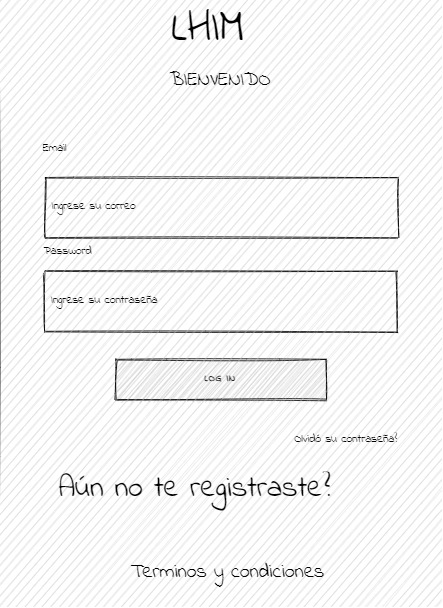 LHIM
BIENVENIDO
Email
Ingrese su correo
Password
Ingrese su contraseña
LOG IN
Olvidó su contraseña?
Aún no te registraste?
Terminos y condiciones